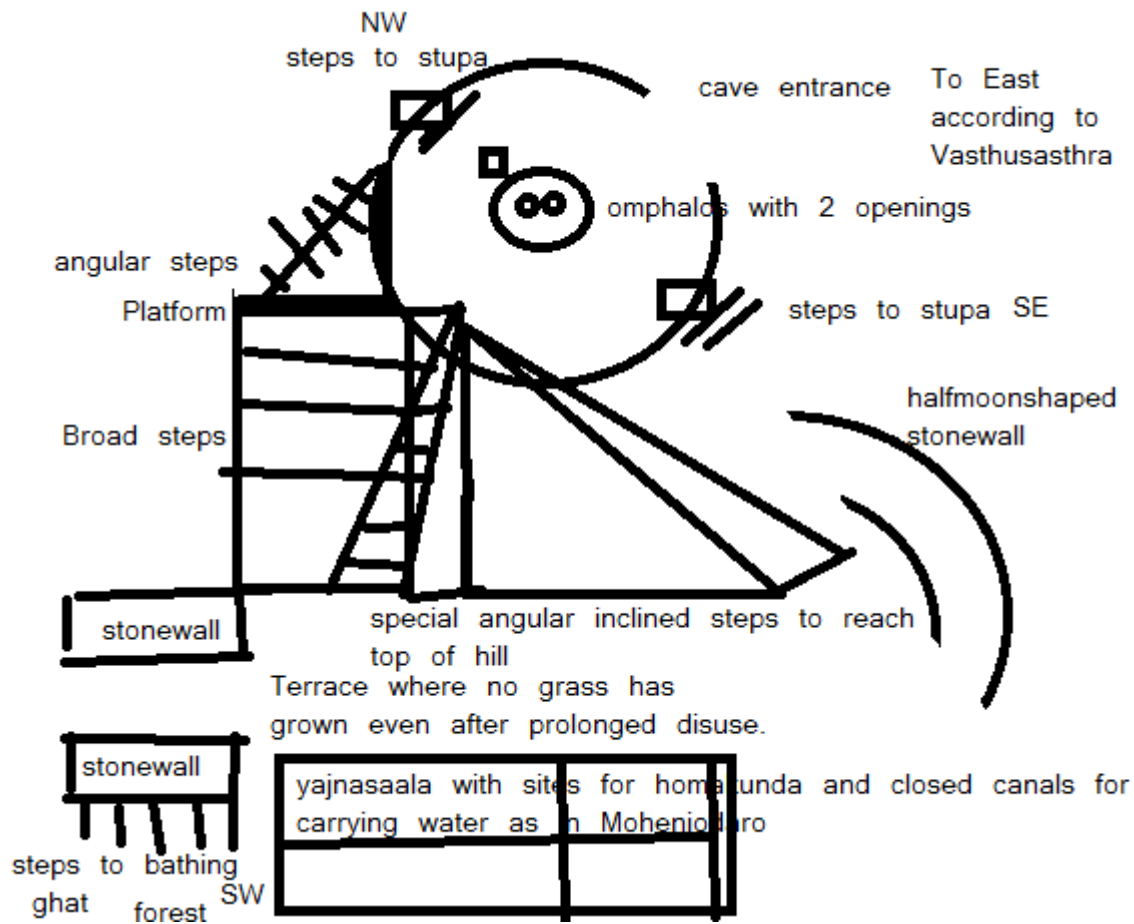 NW
steps to stupa
cave entrance
To East
according to
Vasthusasthra
omphalos with 2 openings
angular steps
Platform
steps to stupa SE
Broad steps
halfmoonshaped
stonewall
stonewall
special angular inclined steps to reach
top of hill
Terrace where no grass has
grown even after prolonged disuse.
stonewall
yajnasaala with sites for homakunda and closed canals for
carrying water as in Moheniodaro
steps to bathing
ghat
forest
SW